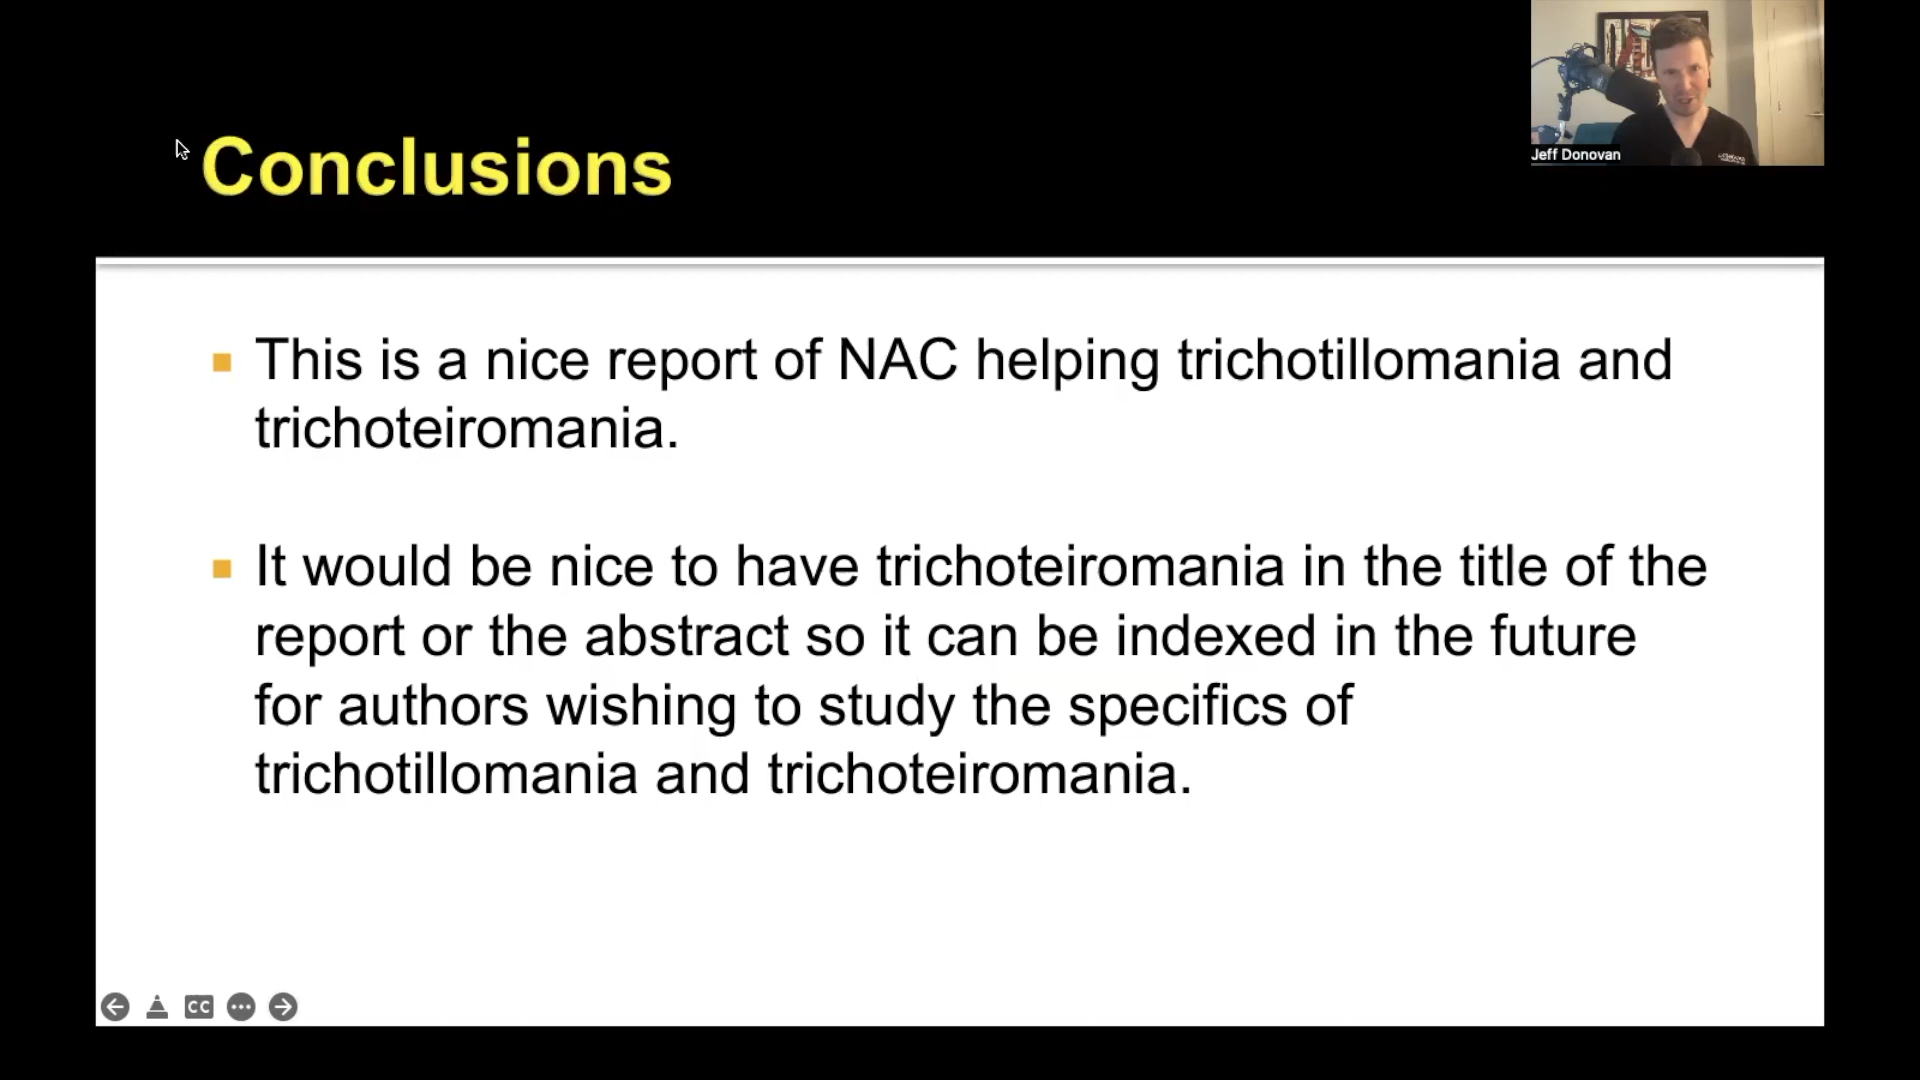 Jeff Donovan
Conclusions
This is a nice report of NAC helping trichotillomania and
trichoteiromania.
It would be nice to have trichoteiromania in the title of the
report or the abstract so it can be indexed in the future
for authors wishing to study the specifics of
trichotillomania and trichoteiromania.
CC